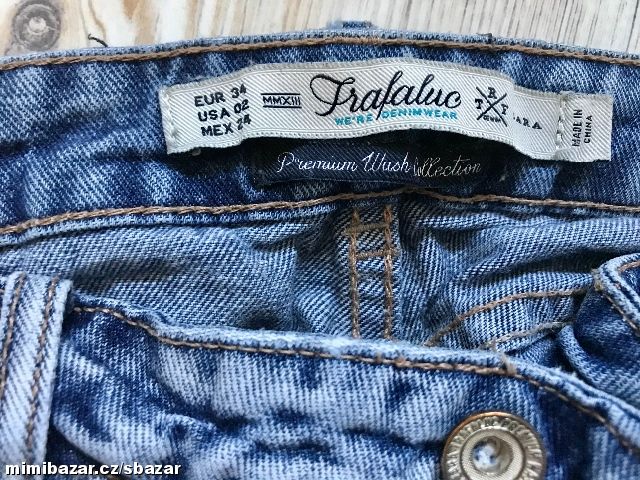 EUR 34
USA 02
MEX 24
MMXIII
Trafaluc
WE'RE DENIMWEAR
T B F
ARA
MADE IN
CHINA
Premium Wash Collection
mimibazar.cz/sbazar